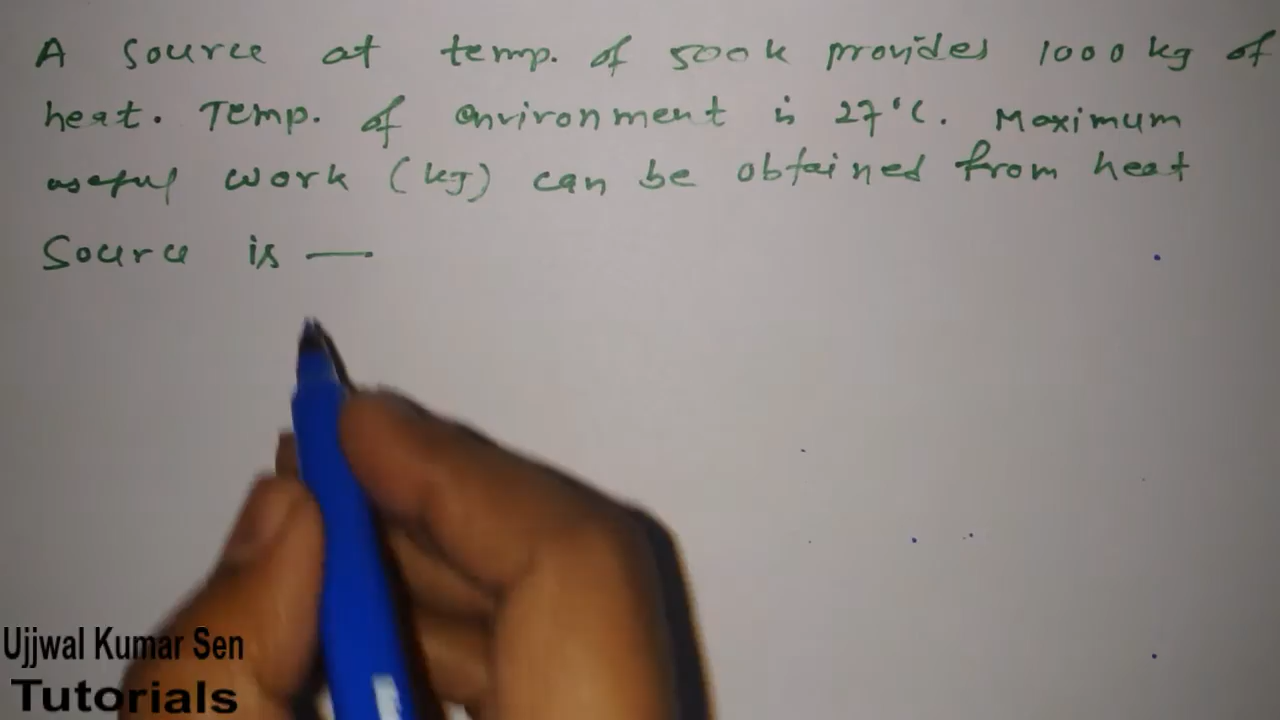 A source at temp. of 500k provides 1000 kg of
heat. Temp. of environment is 27°C. Maximum
useful work (kJ) can be obtained from heat
Source is —
Ujjwal Kumar Sen
Tutorials